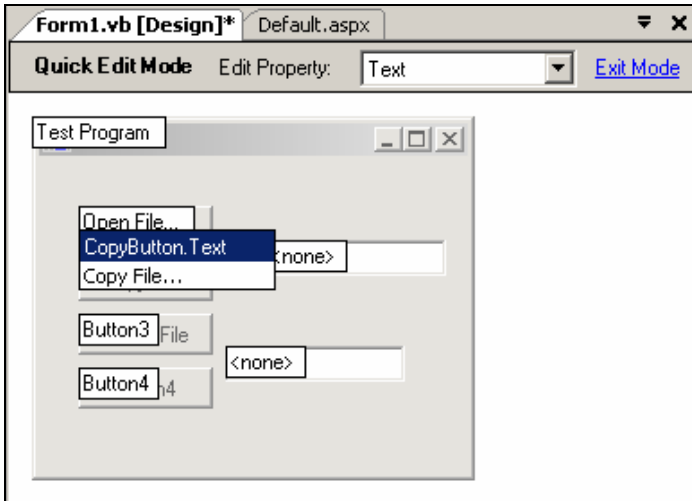 Form1.vb [Design]* Default.aspx
Quick Edit Mode Edit Property: Text Exit Mode
Test Program
Open File...
CopyButton.Text
<none>
Copy File...
Button3 File
<none>
Button4 n4